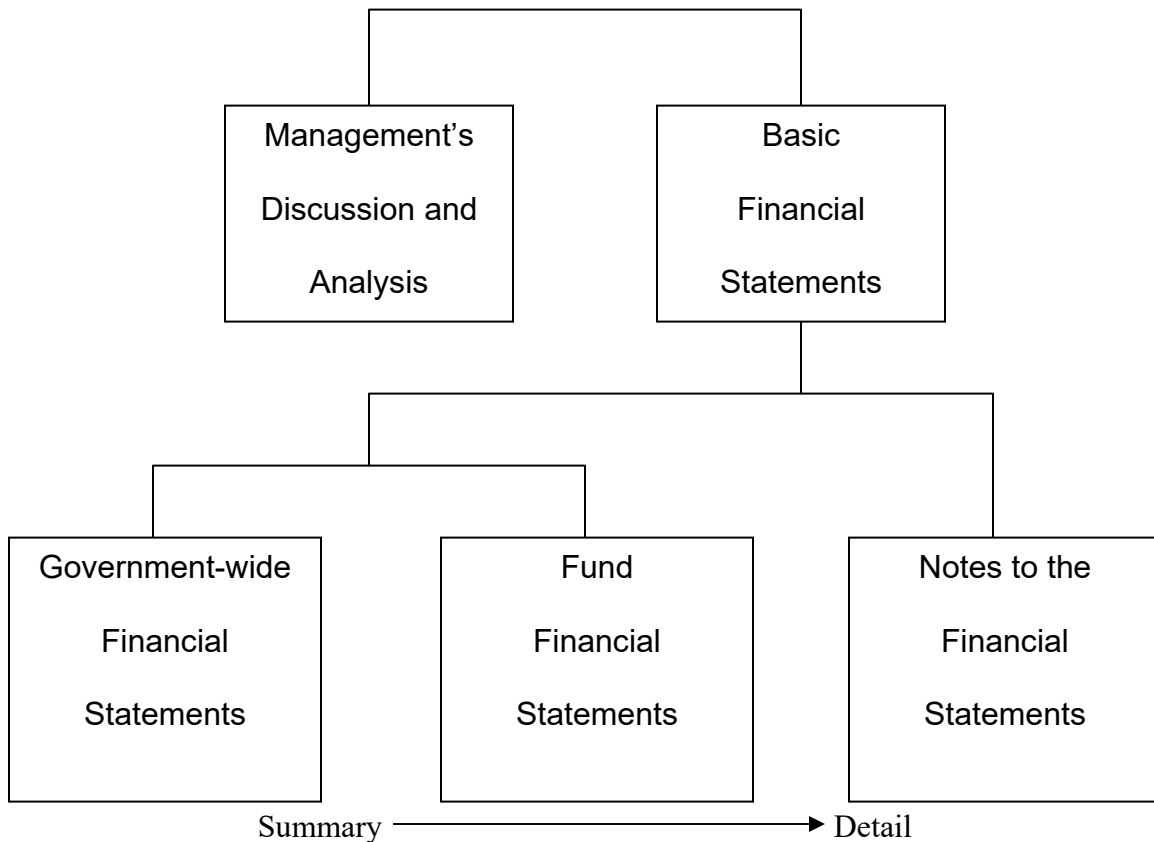 Management’s
Discussion and
Analysis
Basic
Financial
Statements
Government-wide
Financial
Statements
Fund
Financial
Statements
Notes to the
Financial
Statements
Summary
Detail